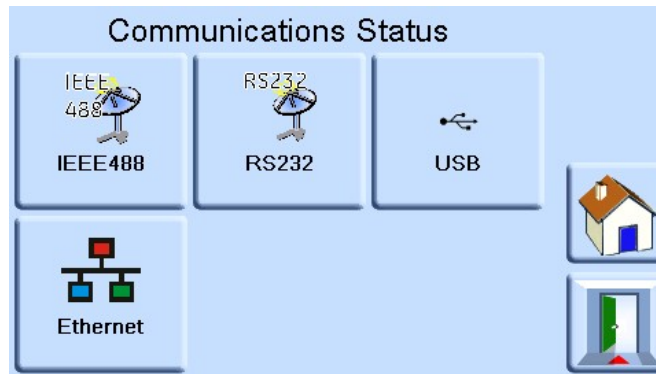 Communications Status
IEEE
488
IEEE488
RS232
RS232
USB
Ethernet